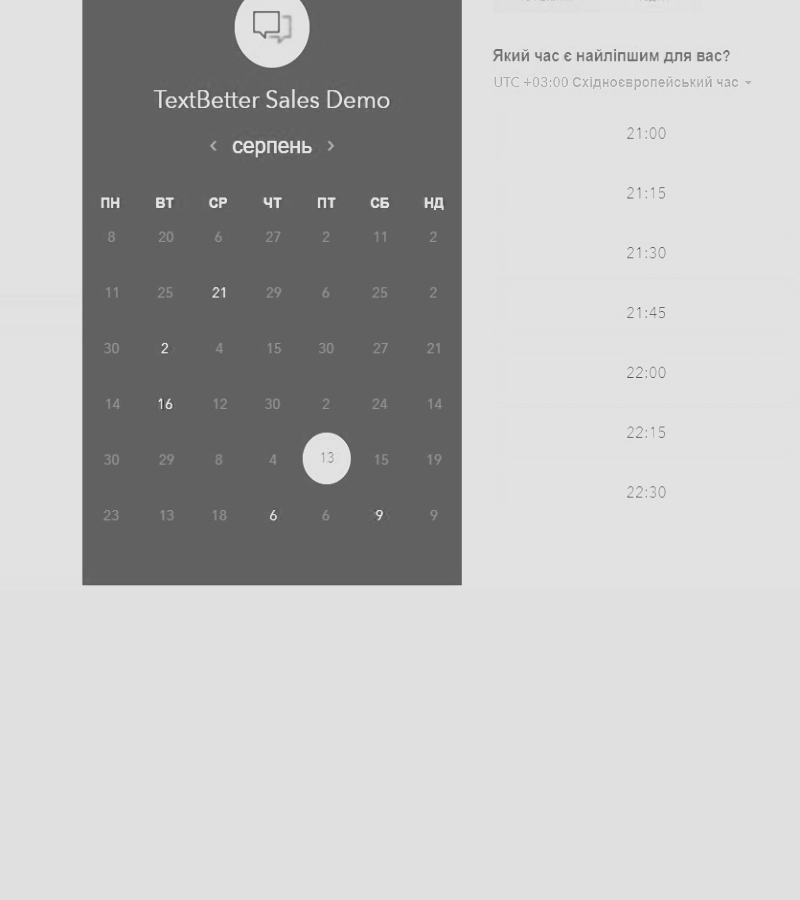 TextBetter Sales Demo
серпень
ПН ВТ СР ЧТ ПТ СБ НД
8 20 6 27 2 11 2
11 25 21 29 6 25 2
30 2 4 15 30 27 21
14 16 12 30 2 24 14
30 29 8 4 13 15 19
23 13 18 6 6 9 9
Який час є найліпшим для вас?
UTC +03:00 Східноєвропейський час
21:00
21:15
21:30
21:45
22:00
22:15
22:30